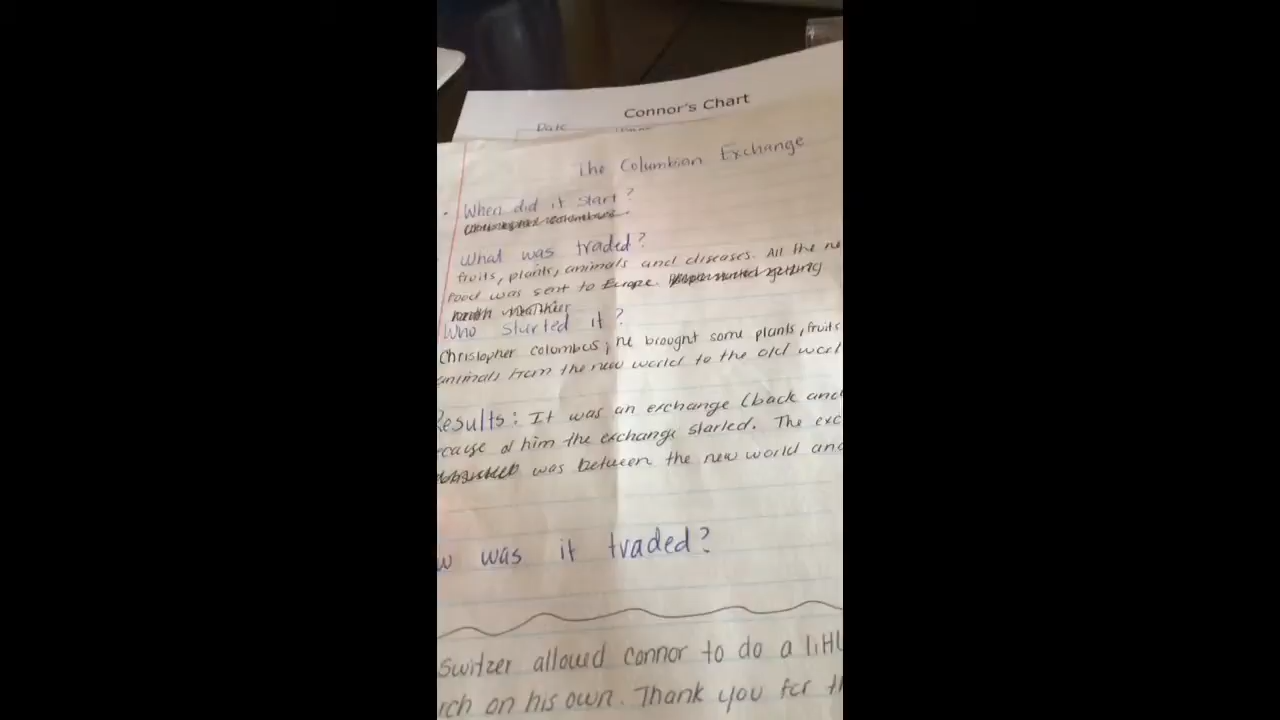 Connor's Chart
Date
The Columbian Exchange
When did it start?
What was traded?
fruits, plants, animals and diseases. All the ne
food was sent to Europe.
Who started it?
Christopher columbus; he brought some plants, fruits
animals from the new world to the old worl
Results: It was an exchange (back and
ecause of him the exchange started. The exc
was between the new world and
w was it traded?
Switzer allowed Connor to do a litt
rch on his own. Thank you for th